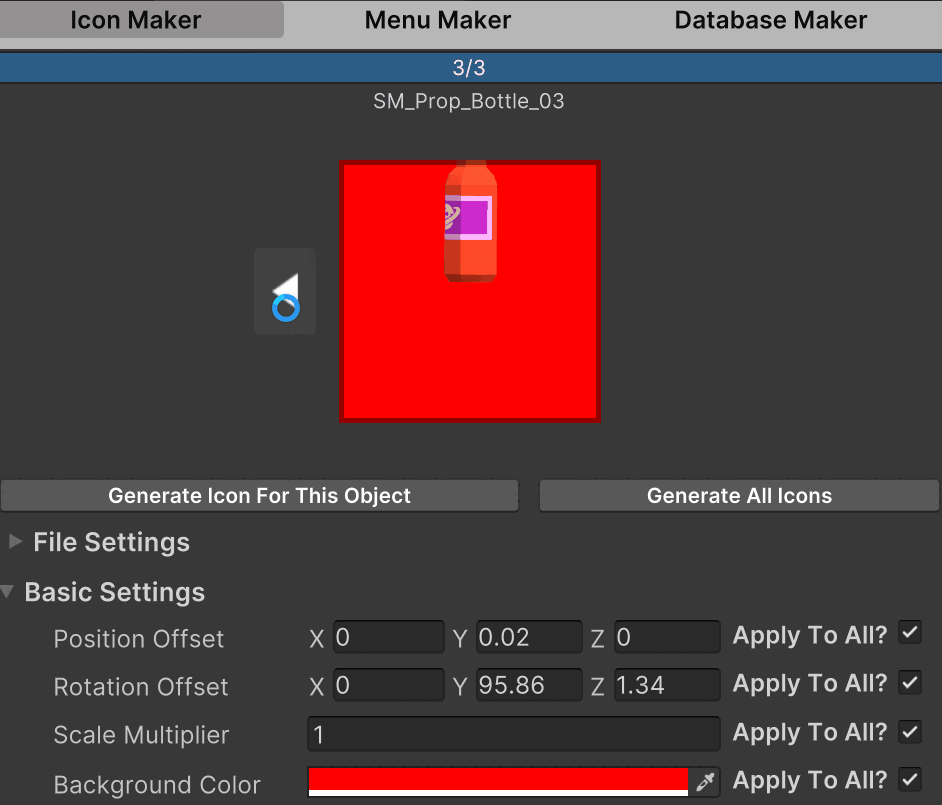 Icon Maker Menu Maker Database Maker
3/3
SM_Prop_Bottle_03
Generate Icon For This Object Generate All Icons
File Settings
Basic Settings
Position Offset X 0 Y 0.02 Z 0 Apply To All?
Rotation Offset X 0 Y 95.86 Z 1.34 Apply To All?
Scale Multiplier 1 Apply To All?
Background Color Apply To All?